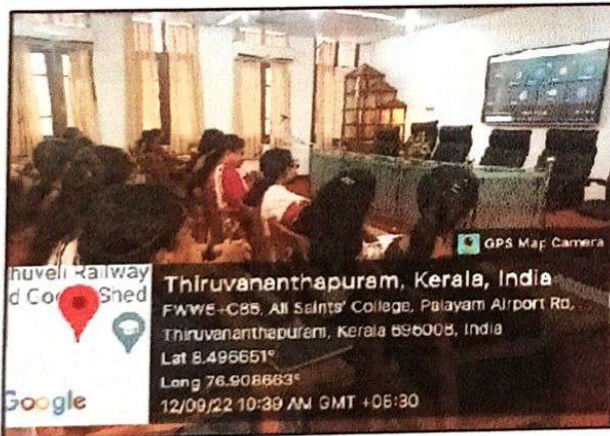 GPS Map Camera
huveli Railway
d Co Shed
Google
Thiruvananthapuram, Kerala, India
FWW5+C85, All Saints' College, Palayam Airport Rd,
Thiruvananthapuram, Kerala 695008, India
Lat 8.496651°
Long 76.908663°
12/09/22 10:39 AM GMT +05:30